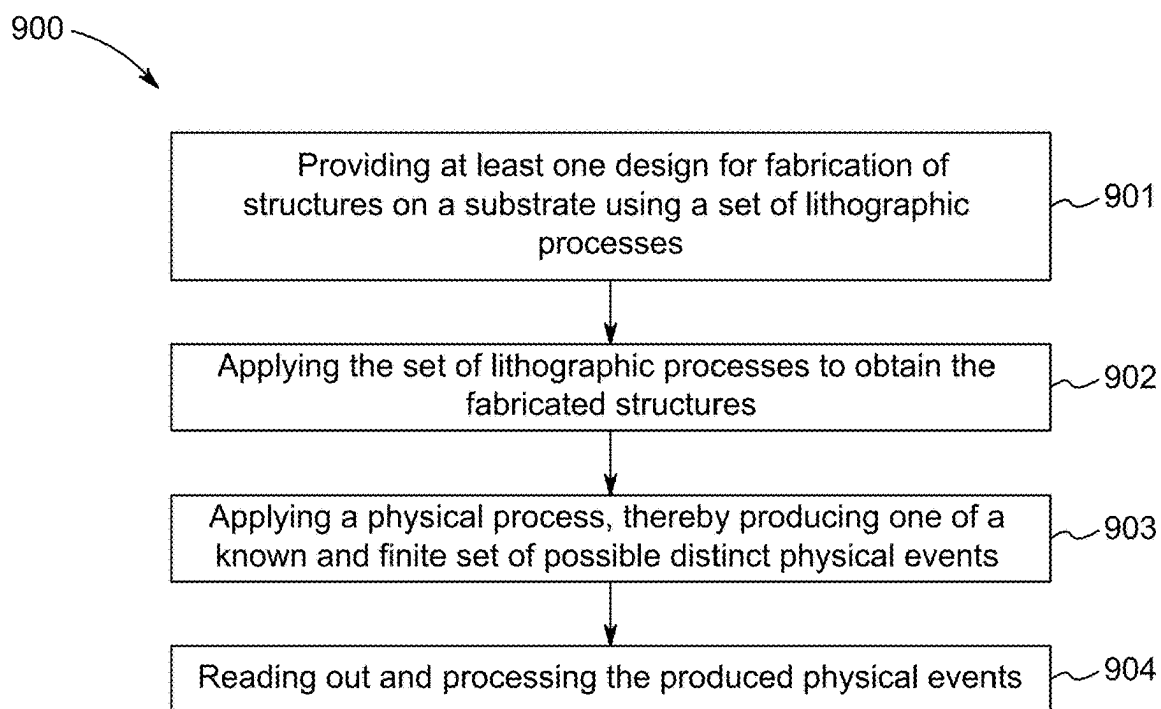 900
Providing at least one design for fabrication of
structures on a substrate using a set of lithographic
processes
901
Applying the set of lithographic processes to obtain the
fabricated structures
902
Applying a physical process, thereby producing one of a
known and finite set of possible distinct physical events
903
Reading out and processing the produced physical events
904